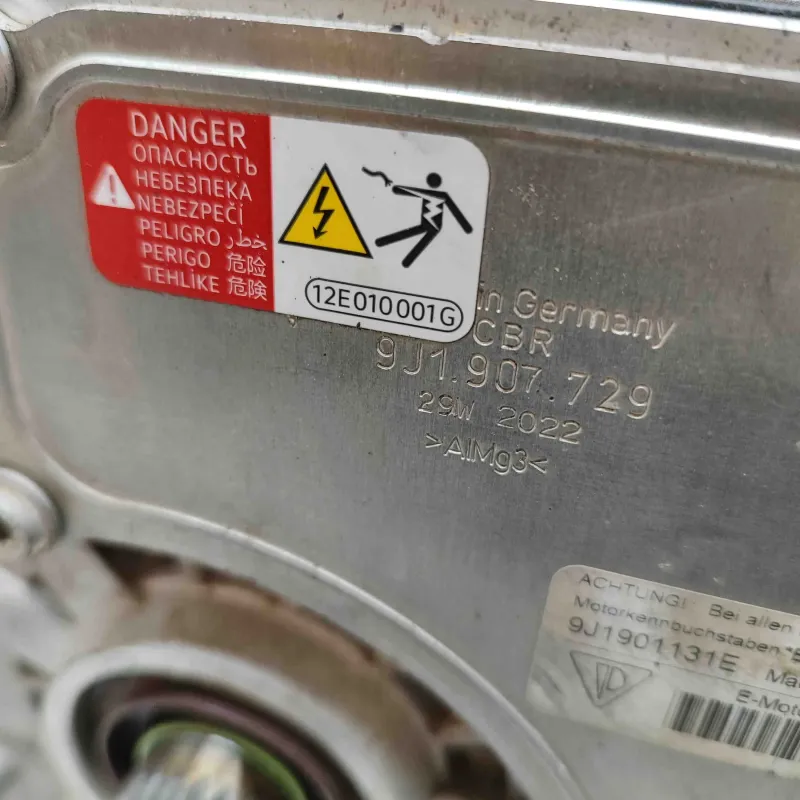 DANGER
ОПАСНОСТЬ
НЕБЕЗПЕКА
NEBEZPEČÍ
PELIGRO خطر
PERIGO 危险
TEHLİKE 危険
12E010001G
in Germany
CBR
9J1.907.729
29W 2022
>AlMg3<
ACHTUNG! Bei allen
Motorkennbuchstaben
9J1901131E
E-Moto